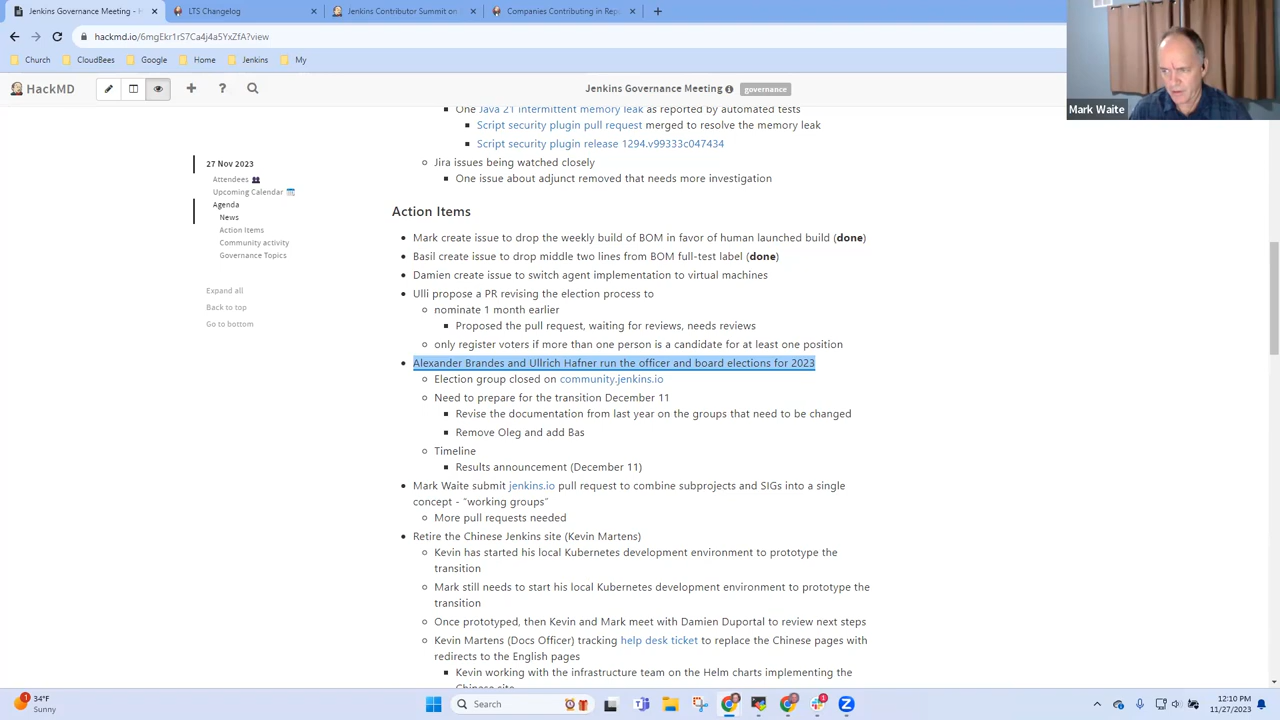 Jenkins Governance Meeting - H
LTS Changelog
Jenkins Contributor Summit on
Companies Contributing in Rep
hackmd.io/6mgEkr1rS7Ca4j4a5YxZfA?view
Church
CloudBees
Google
Home
Jenkins
My
HackMD
Jenkins Governance Meeting
governance
Mark Waite
27 Nov 2023
Attendees
Upcoming Calendar
Agenda
News
Action Items
Community activity
Governance Topics
Expand all
Back to top
Go to bottom
One Java 21 intermittent memory leak as reported by automated tests
Script security plugin pull request merged to resolve the memory leak
Script security plugin release 1294.v99333c047434
Jira issues being watched closely
One issue about adjunct removed that needs more investigation
Action Items
Mark create issue to drop the weekly build of BOM in favor of human launched build (done)
Basil create issue to drop middle two lines from BOM full-test label (done)
Damien create issue to switch agent implementation to virtual machines
Ulli propose a PR revising the election process to
nominate 1 month earlier
Proposed the pull request, waiting for reviews, needs reviews
only register voters if more than one person is a candidate for at least one position
Alexander Brandes and Ullrich Hafner run the officer and board elections for 2023
Election group closed on community.jenkins.io
Need to prepare for the transition December 11
Revise the documentation from last year on the groups that need to be changed
Remove Oleg and add Bas
Timeline
Results announcement (December 11)
Mark Waite submit jenkins.io pull request to combine subprojects and SIGs into a single
concept - “working groups”
More pull requests needed
Retire the Chinese Jenkins site (Kevin Martens)
Kevin has started his local Kubernetes development environment to prototype the
transition
Mark still needs to start his local Kubernetes development environment to prototype the
transition
Once prototyped, then Kevin and Mark meet with Damien Duportal to review next steps
Kevin Martens (Docs Officer) tracking help desk ticket to replace the Chinese pages with
redirects to the English pages
Kevin working with the infrastructure team on the Helm charts implementing the
Chinese site
34°F
Sunny
Search
12:10 PM
11/27/2023